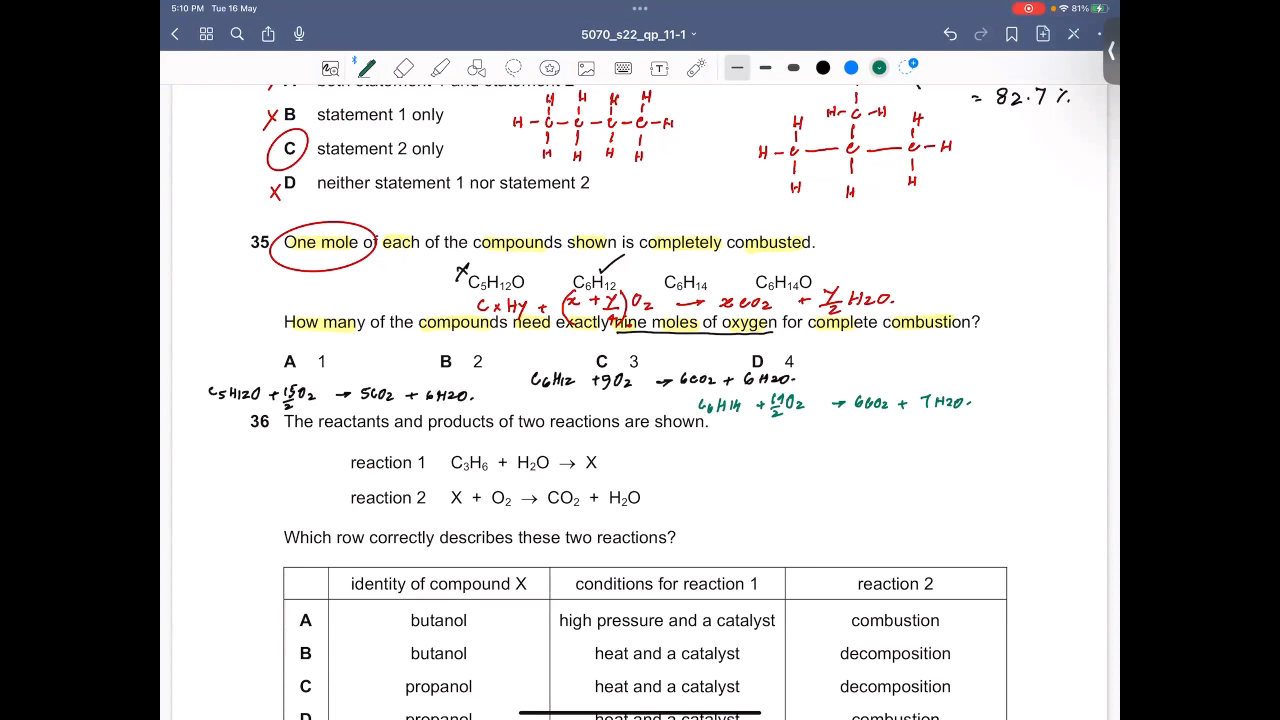 5:10 PM Tue 16 May
81%
5070_s22_qp_11-1
= 82.7 %
H H H H
B statement 1 only
H - C - C - C - C - H
H - C - H
H H
C statement 2 only
H H H H
H - C — C — C - H
D neither statement 1 nor statement 2
H H H
35 One mole of each of the compounds shown is completely combusted.
C5H12O C6H12 C6H14 C6H14O
CxHy + (x + y/4) O2 → xCO2 + y/2 H2O.
How many of the compounds need exactly nine moles of oxygen for complete combustion?
A 1 B 2 C 3 D 4
C6H12 + 9O2 → 6CO2 + 6H2O.
C5H12O + 15/2 O2 → 5CO2 + 6H2O.
C6H14 + 19/2 O2 → 6CO2 + 7H2O.
36 The reactants and products of two reactions are shown.
reaction 1 C3H6 + H2O → X
reaction 2 X + O2 → CO2 + H2O
Which row correctly describes these two reactions?
identity of compound X conditions for reaction 1 reaction 2
A butanol high pressure and a catalyst combustion
B butanol heat and a catalyst decomposition
C propanol heat and a catalyst decomposition
D propanol heat and a catalyst combustion